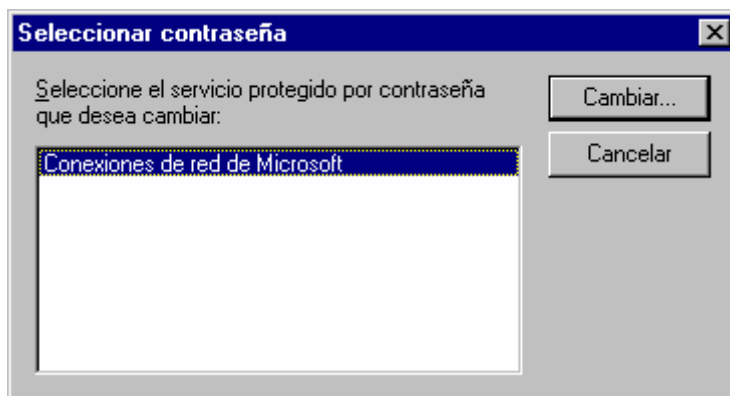 Seleccionar contraseña
Seleccione el servicio protegido por contraseña
que desea cambiar:
Cambiar...
Cancelar
Conexiones de red de Microsoft